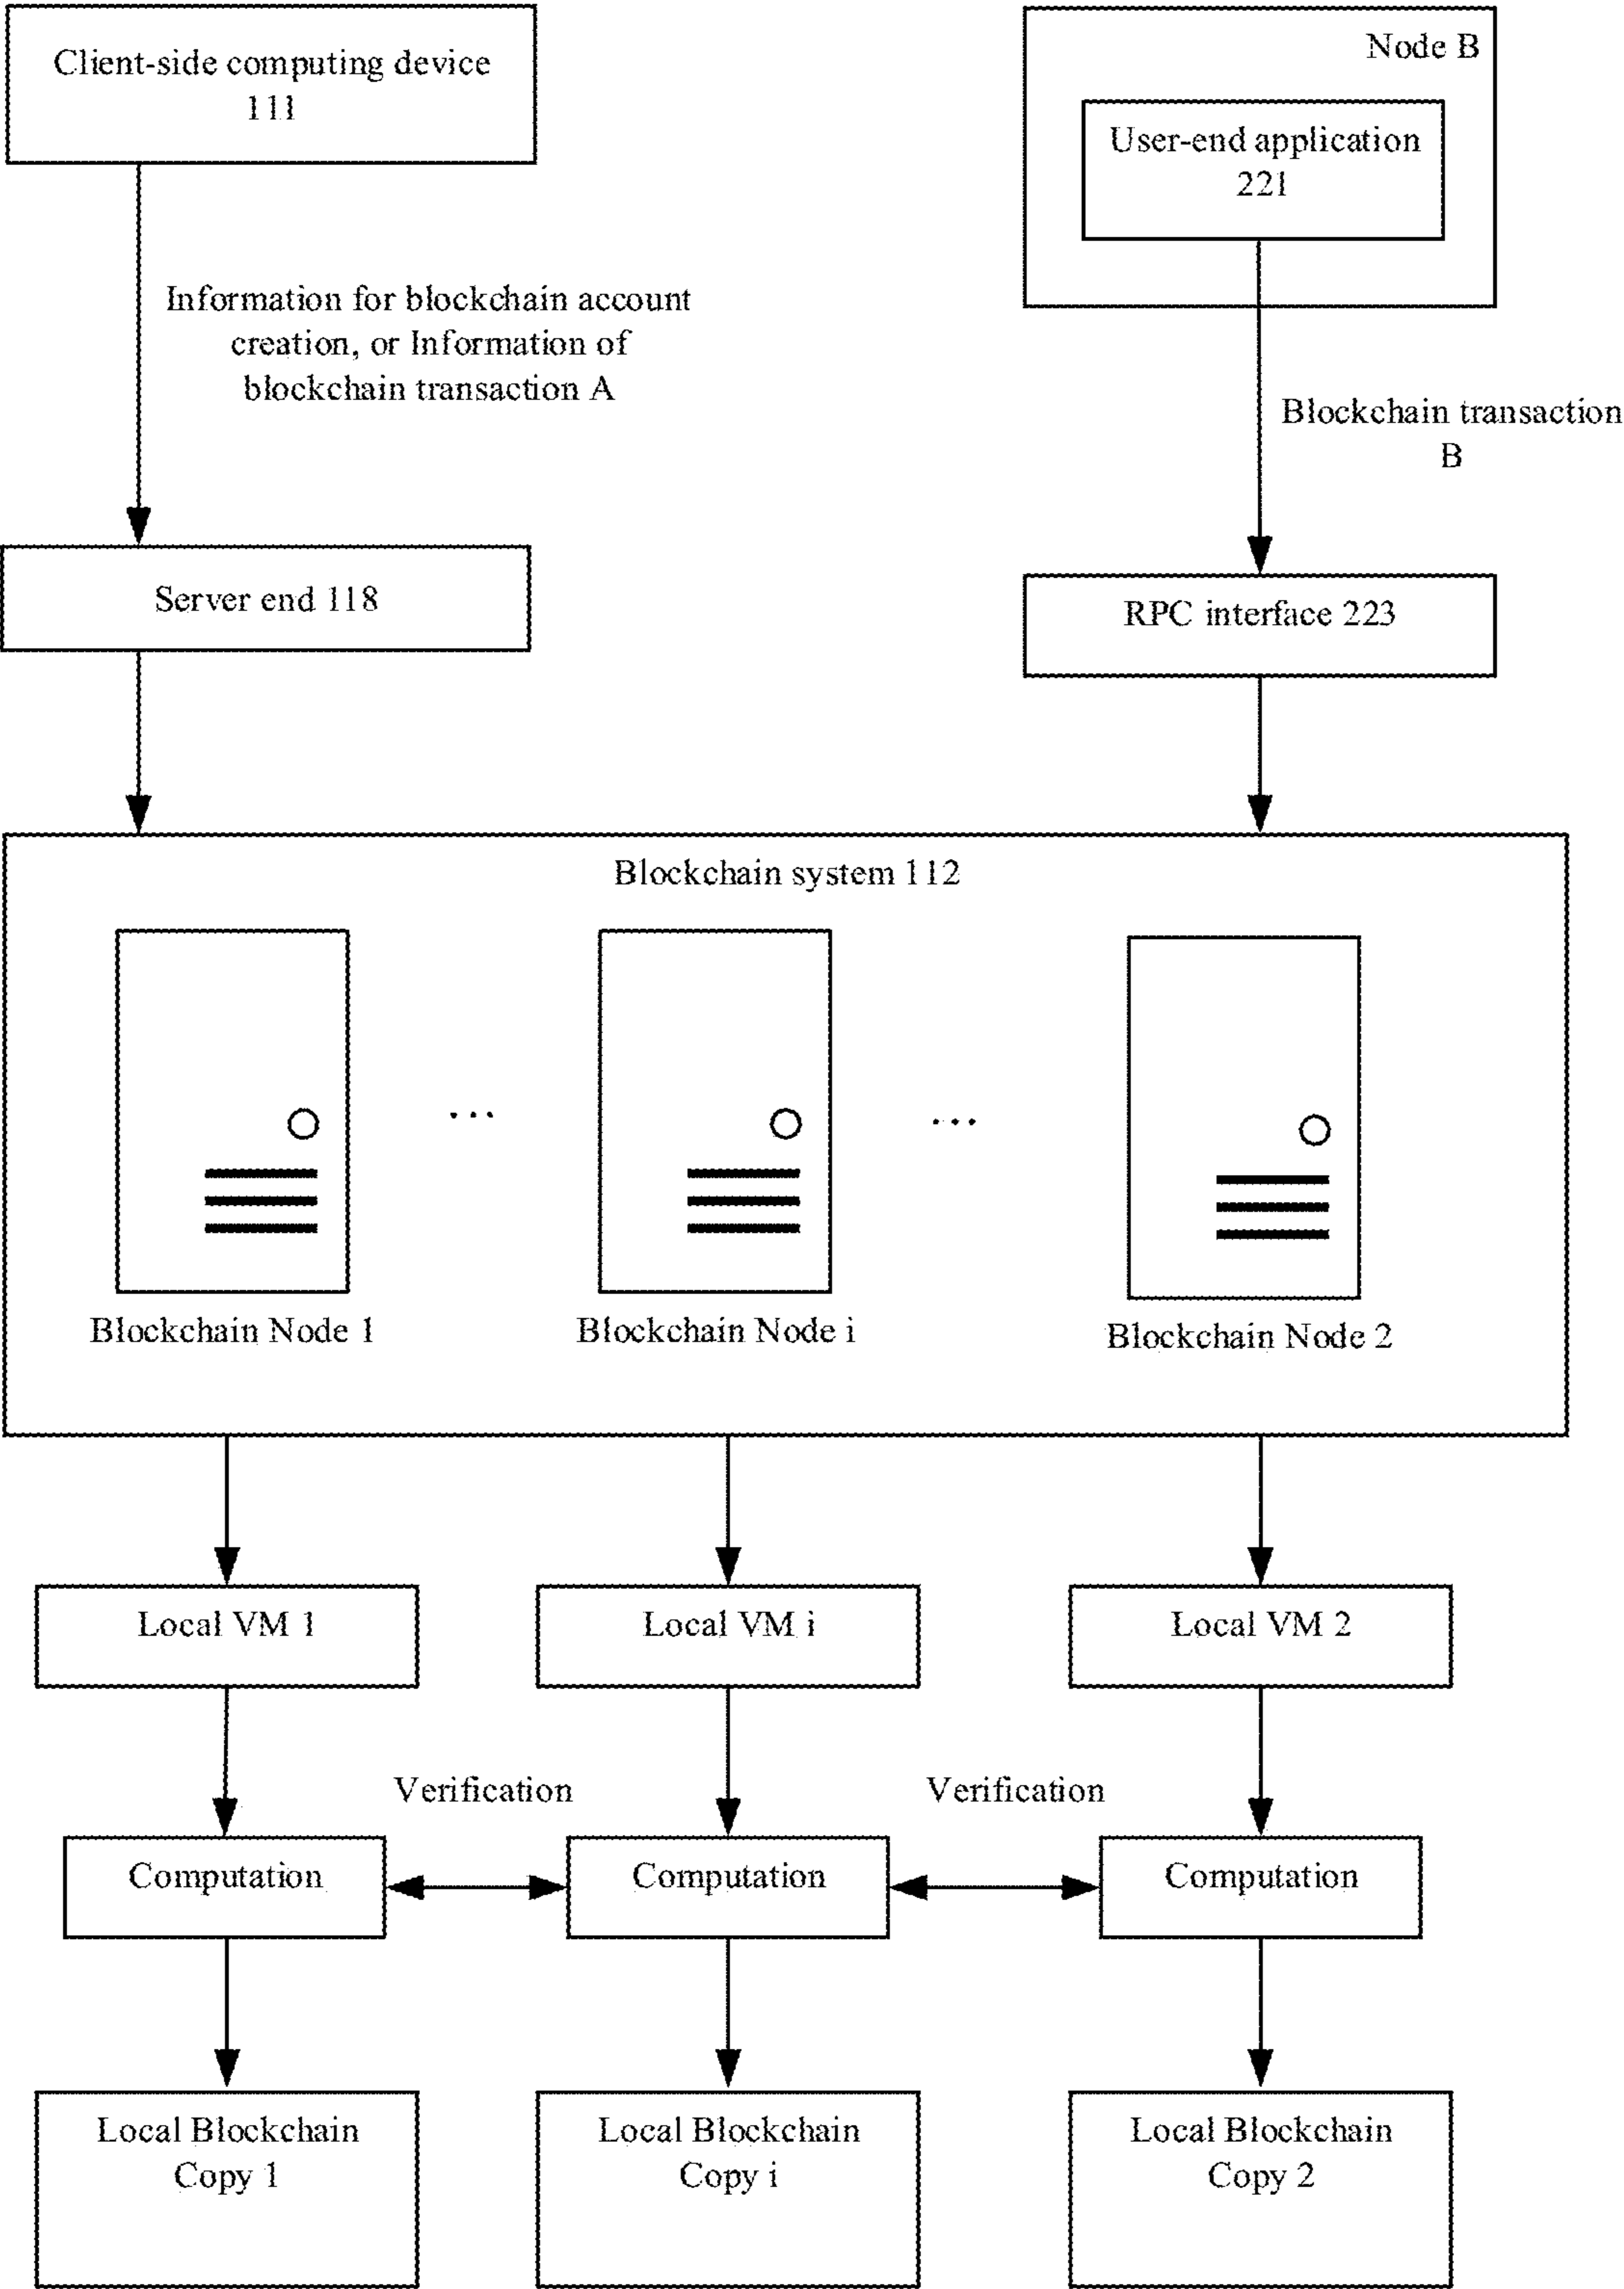 Client-side computing device
111
Node B
User-end application
221
Information for blockchain account
creation, or Information of
blockchain transaction A
Blockchain transaction
B
Server end 118
RPC interface 223
Blockchain system 112
...
...
Blockchain Node 1
Blockchain Node i
Blockchain Node 2
Local VM 1
Local VM i
Local VM 2
Verification
Verification
Computation
Computation
Computation
Local Blockchain
Copy 1
Local Blockchain
Copy i
Local Blockchain
Copy 2